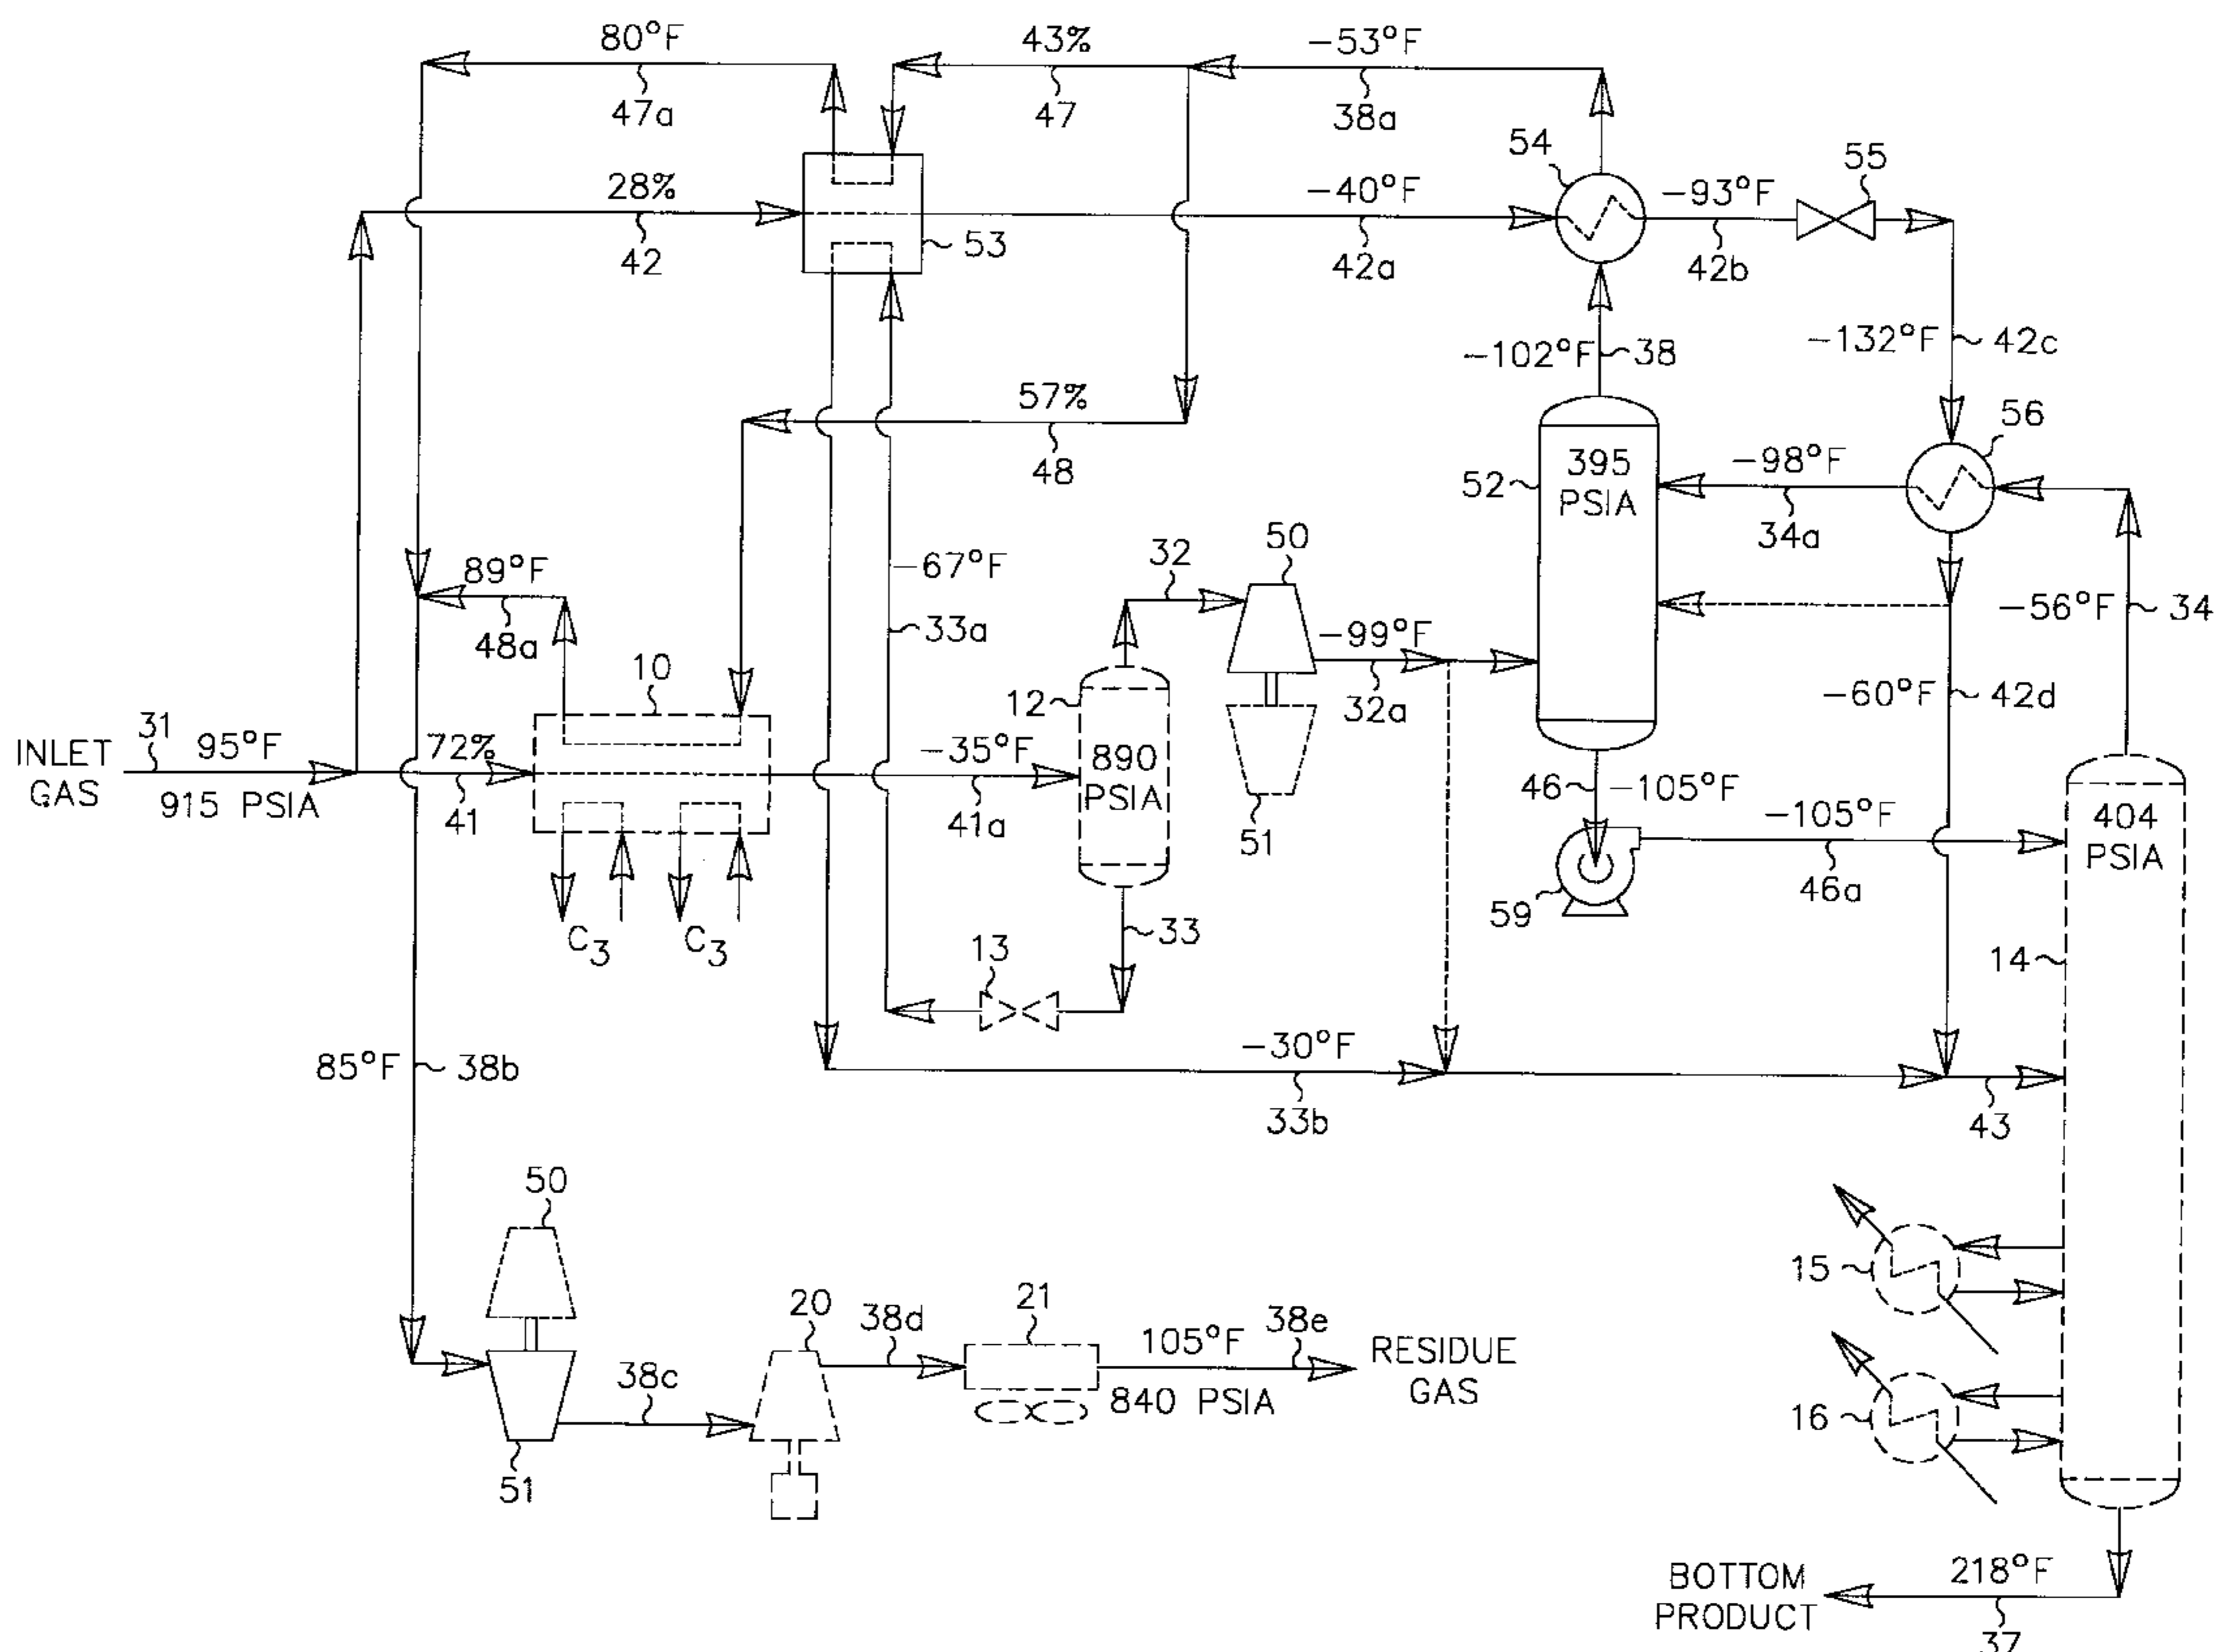 80°F
43%
-53°F
47a
47
38a
54
55
28%
-40°F
-93°F
42
53
42a
42b
-132°F
42c
-102°F
38
57%
56
48
395
PSIA
-98°F
52
34a
50
32
-67°F
89°F
-56°F
34
33a
-99°F
48a
10
12
32a
-60°F
42d
31
INLET
GAS
95°F
72%
-35°F
890
PSIA
46
-105°F
915 PSIA
41
41a
51
-105°F
404
PSIA
46a
59
C3
C3
13
33
14
85°F
38b
-30°F
33b
43
50
15
20
38d
21
105°F
38e
RESIDUE
GAS
38c
840 PSIA
16
51
BOTTOM
PRODUCT
218°F
37